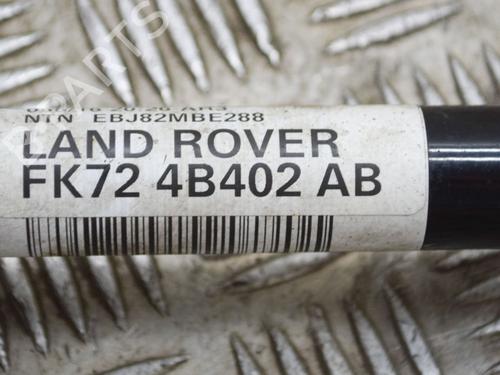 NTN EBJ82MBE288
LAND ROVER
FK72 4B402 AB